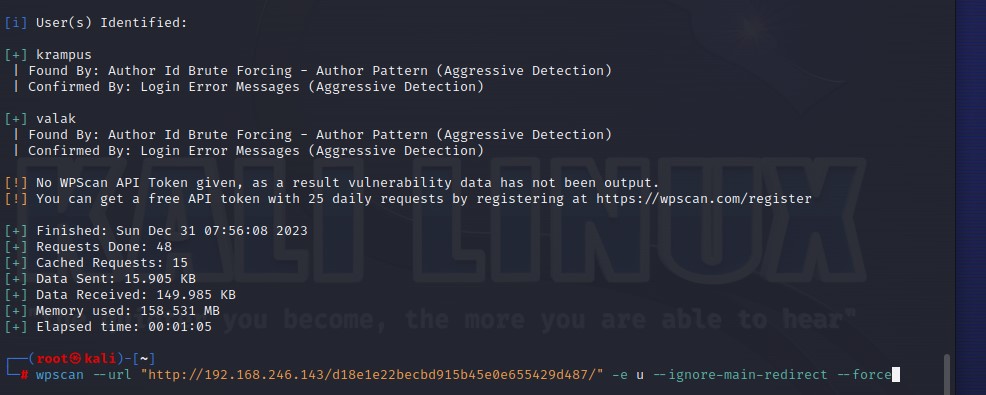 [i] User(s) Identified:
[+] krampus
| Found By: Author Id Brute Forcing - Author Pattern (Aggressive Detection)
| Confirmed By: Login Error Messages (Aggressive Detection)
[+] valak
| Found By: Author Id Brute Forcing - Author Pattern (Aggressive Detection)
| Confirmed By: Login Error Messages (Aggressive Detection)
[!] No WPScan API Token given, as a result vulnerability data has not been output.
[!] You can get a free API token with 25 daily requests by registering at https://wpscan.com/register
[+] Finished: Sun Dec 31 07:56:08 2023
[+] Requests Done: 48
[+] Cached Requests: 15
[+] Data Sent: 15.905 KB
[+] Data Received: 149.985 KB
[+] Memory used: 158.531 MB
[+] Elapsed time: 00:01:05
KALI LINUX
you become, the more you are able to hear"
┌──(root㉿kali)-[~]
└─# wpscan --url "http://192.168.246.143/d18e1e22becbd915b45e0e655429d487/" -e u --ignore-main-redirect --force